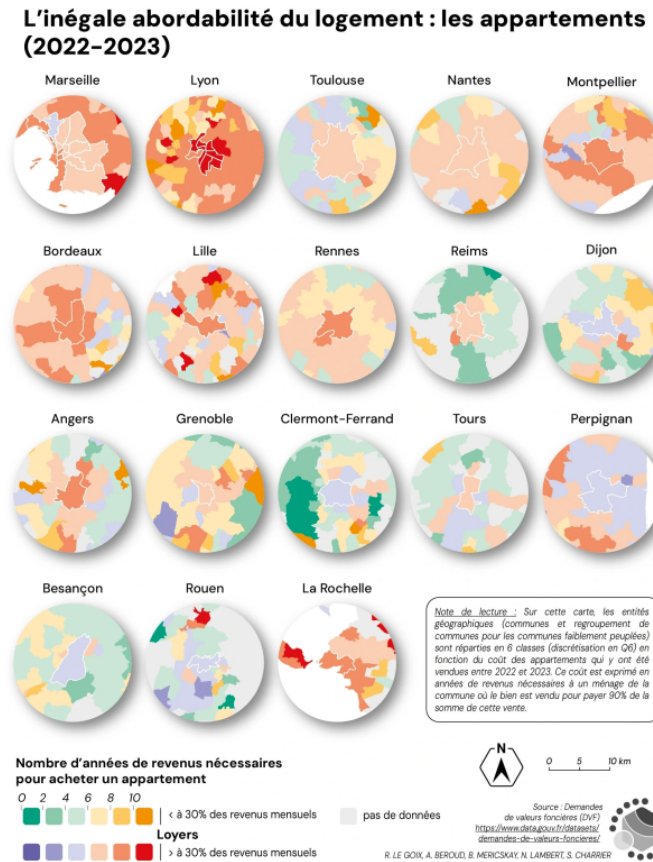 L'inégale abordabilité du logement : les appartements
(2022-2023)
Marseille
Lyon
Toulouse
Nantes
Montpellier
Bordeaux
Lille
Rennes
Reims
Dijon
Angers
Grenoble
Clermont-Ferrand
Tours
Perpignan
Besançon
Rouen
La Rochelle
Note de lecture : Sur cette carte, les entités
géographiques (communes et regroupement de
communes pour les communes faiblement peuplées)
sont réparties en 6 classes (discrétisation en Q6) en
fonction du coût des appartements qui y ont été
vendues entre 2022 et 2023. Ce coût est exprimé en
années de revenus nécessaires à un ménage de la
commune où le bien est vendu pour payer 90% de la
somme de cette vente.
Nombre d'années de revenus nécessaires
pour acheter un appartement
0 2 4 6 8 10
< à 30% des revenus mensuels
Loyers
> à 30% des revenus mensuels
pas de données
N
0 5 10 km
Source : Demandes
de valeurs foncières (DVF)
https://www.data.gouv.fr/datasets/
demandes-de-valeurs-foncieres/
R. LE GOIX, A. BEROUD, B. MERICSKAY, N. LAMBERT, S. CHARRIER